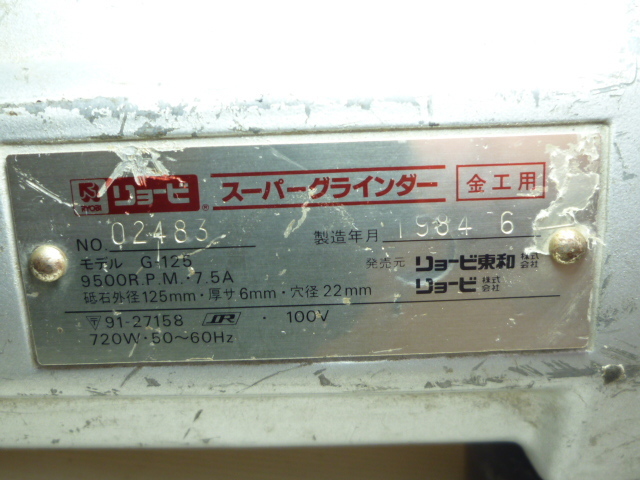 RYOBI リョービ® スーパーグラインダー 金工用
NO. 02483 製造年月 1984 6
モデル G-125 発売元 リョービ東和株式会社
9500R.P.M.・7.5A リョービ株式会社
砥石外径125mm・厚サ6mm・穴径22mm
〒91-27158 JR ・ 100V
720W・50～60Hz